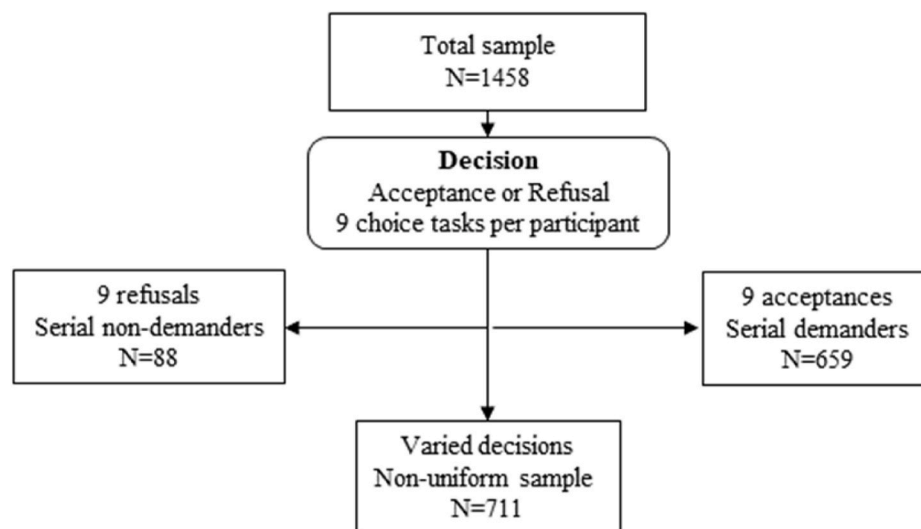 Total sample
N=1458
Decision
Acceptance or Refusal
9 choice tasks per participant
9 refusals
Serial non-demanders
N=88
9 acceptances
Serial demanders
N=659
Varied decisions
Non-uniform sample
N=711